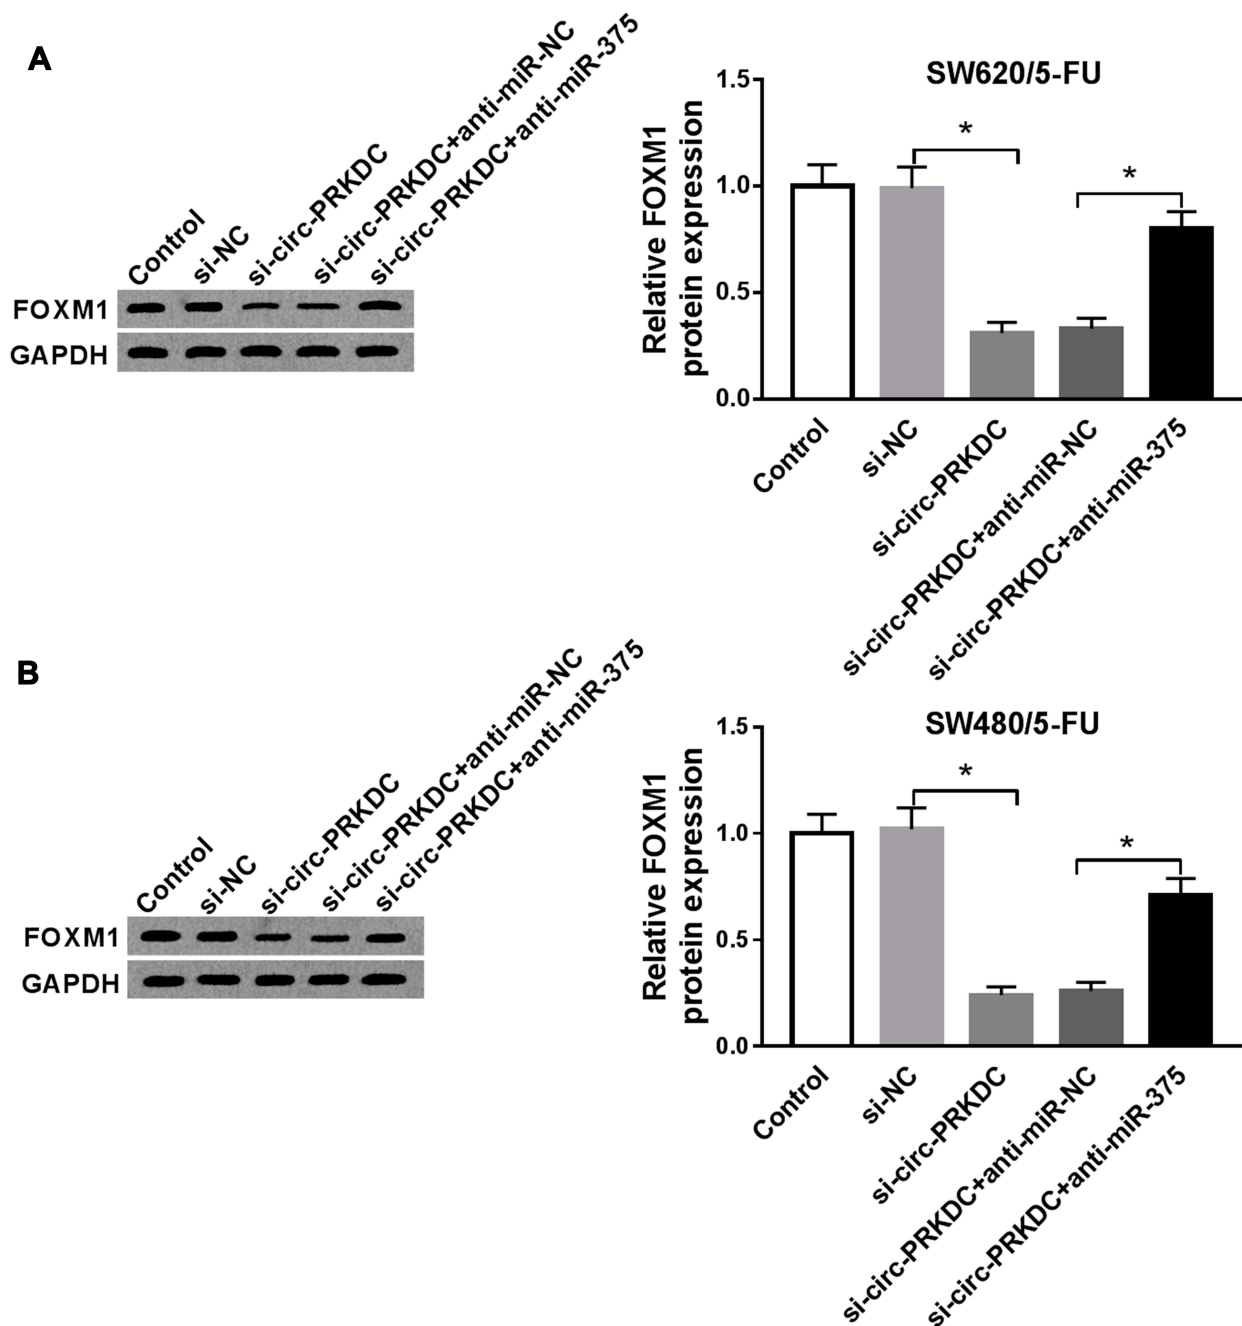 A
Control
si-NC
si-circ-PRKDC
si-circ-PRKDC+anti-miR-NC
si-circ-PRKDC+anti-miR-375
FOXM1
GAPDH
SW620/5-FU
Relative FOXM1
protein expression
1.5
1.0
0.5
0.0
*
*
Control
si-NC
si-circ-PRKDC
si-circ-PRKDC+anti-miR-NC
si-circ-PRKDC+anti-miR-375
B
Control
si-NC
si-circ-PRKDC
si-circ-PRKDC+anti-miR-NC
si-circ-PRKDC+anti-miR-375
FOXM1
GAPDH
SW480/5-FU
Relative FOXM1
protein expression
1.5
1.0
0.5
0.0
*
*
Control
si-NC
si-circ-PRKDC
si-circ-PRKDC+anti-miR-NC
si-circ-PRKDC+anti-miR-375